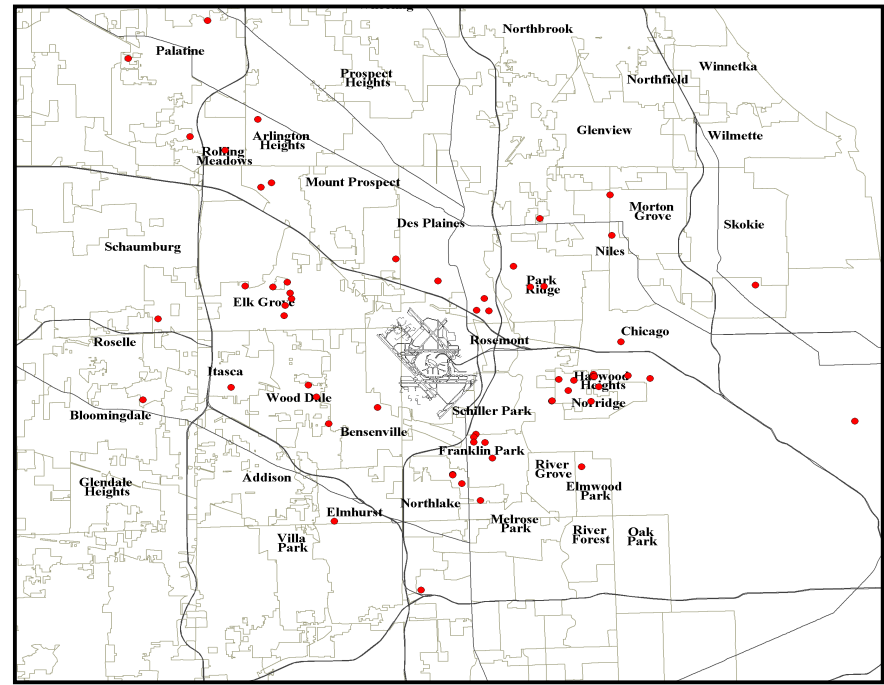 Northbrook
Palatine
Winnetka
Prospect
Heights
Northfield
Glenview
Arlington
Heights
Wilmette
Rolling
Meadows
Mount Prospect
Morton
Grove
Des Plaines
Skokie
Schaumburg
Niles
Park
Ridge
Elk Grove
Chicago
Roselle
Rosemont
Itasca
Harwood
Heights
Wood Dale
Norridge
Schiller Park
Bloomingdale
Bensenville
Franklin Park
River
Grove
Addison
Glendale
Heights
Elmwood
Park
Northlake
Elmhurst
Melrose
Park
River
Forest
Oak
Park
Villa
Park